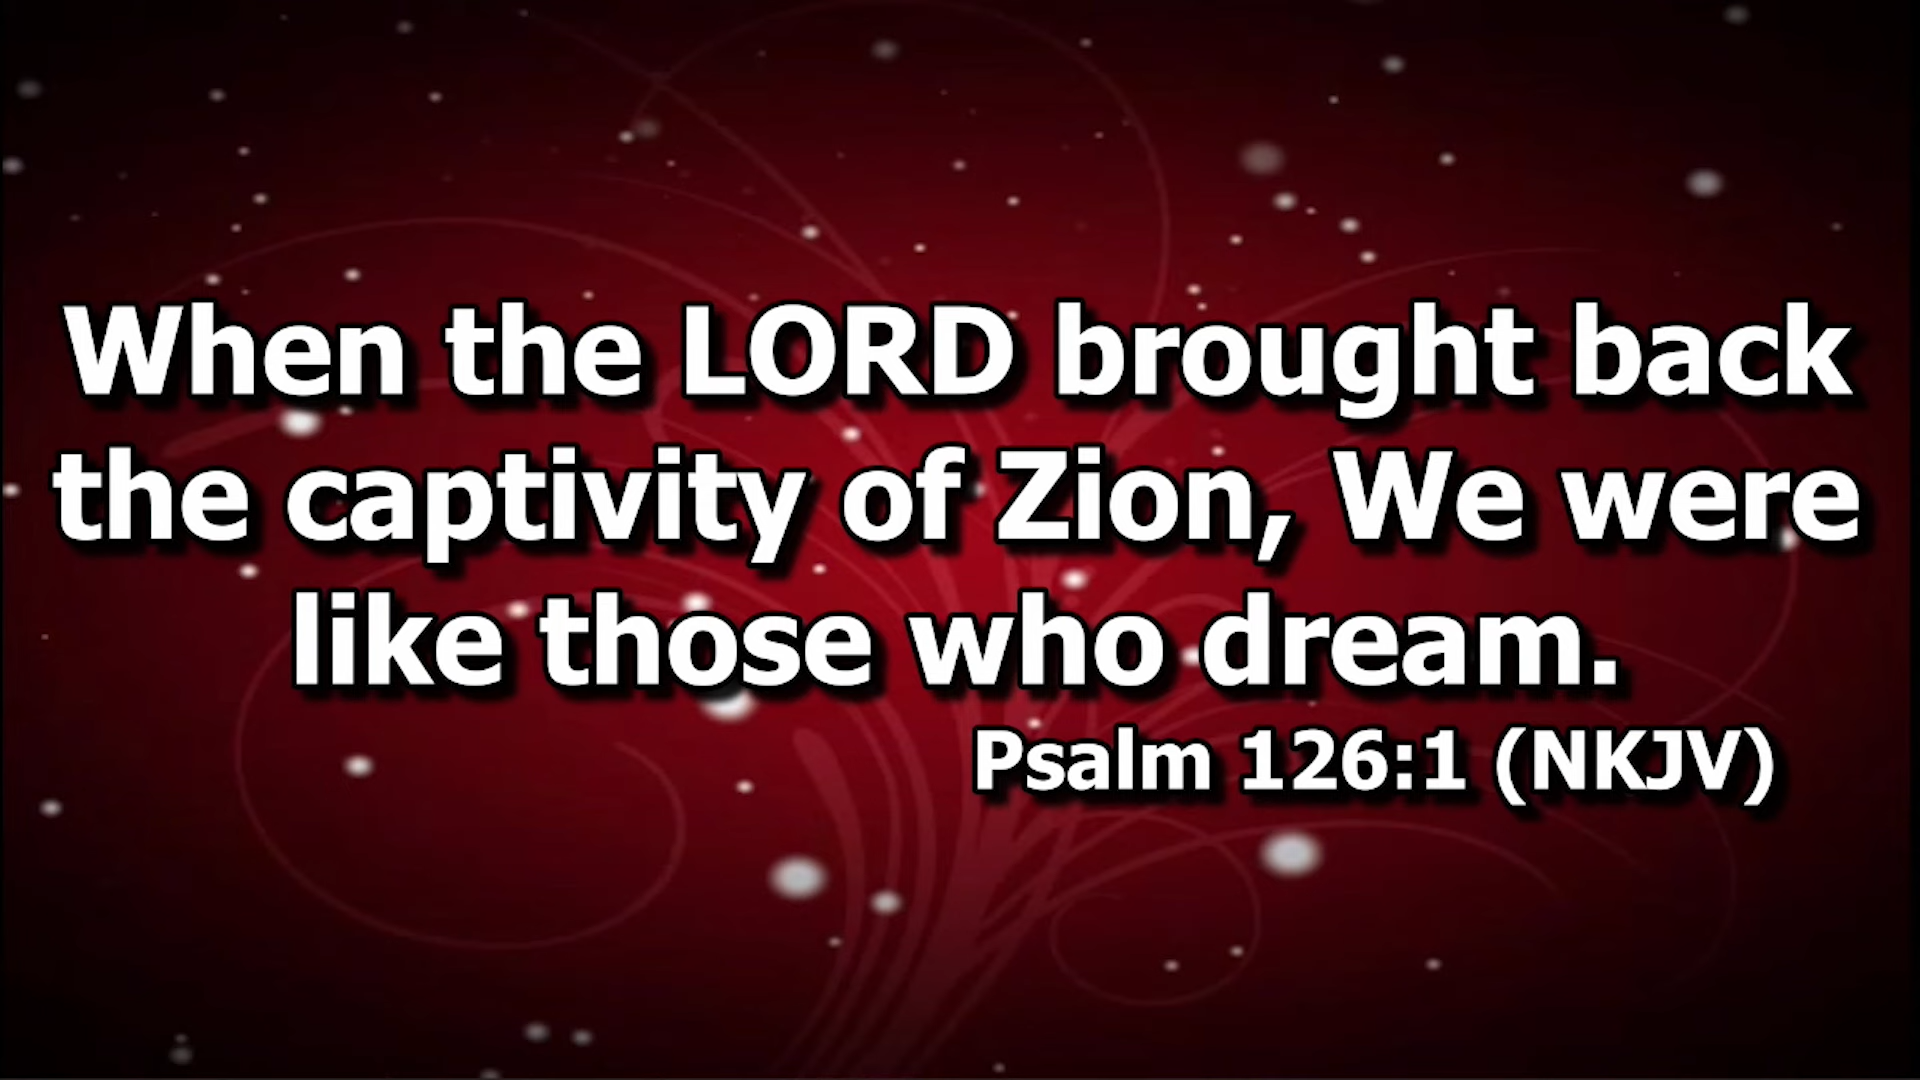 When the LORD brought back
the captivity of Zion, We were
like those who dream.
Psalm 126:1 (NKJV)